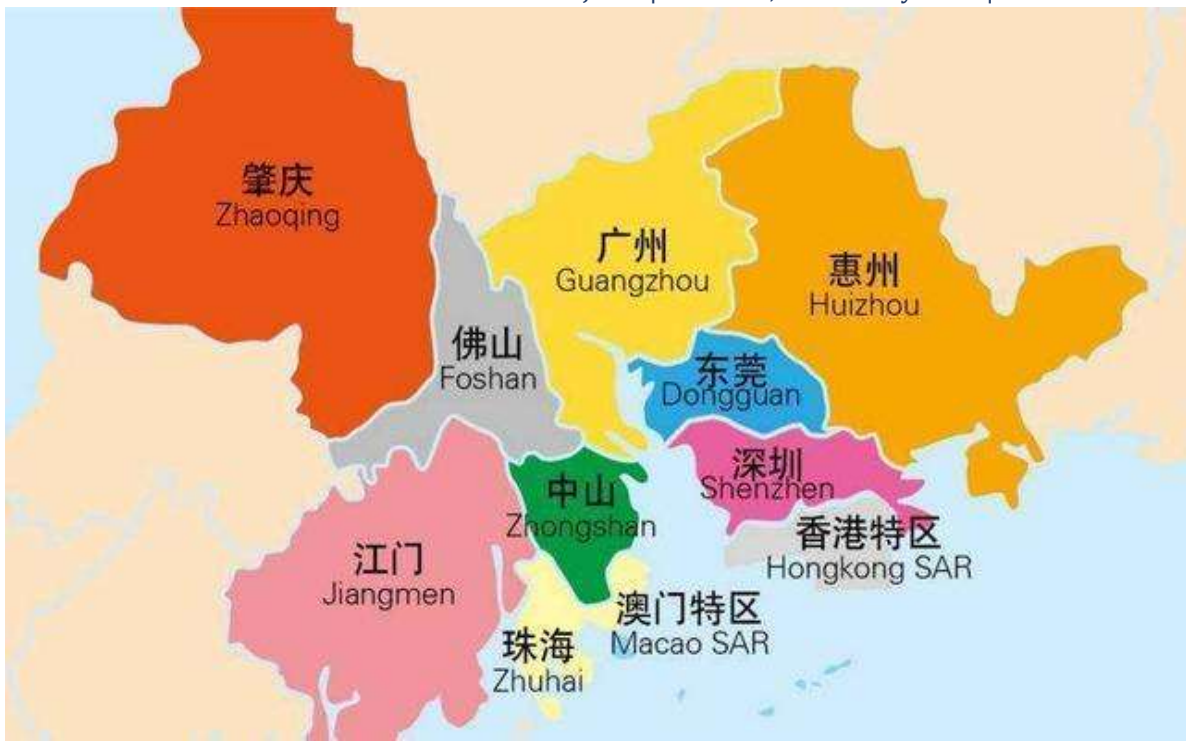 肇庆
Zhaoqing
广州
Guangzhou
惠州
Huizhou
佛山
Foshan
东莞
Dongguan
深圳
Shenzhen
中山
Zhongshan
香港特区
Hongkong SAR
江门
Jiangmen
澳门特区
Macao SAR
珠海
Zhuhai